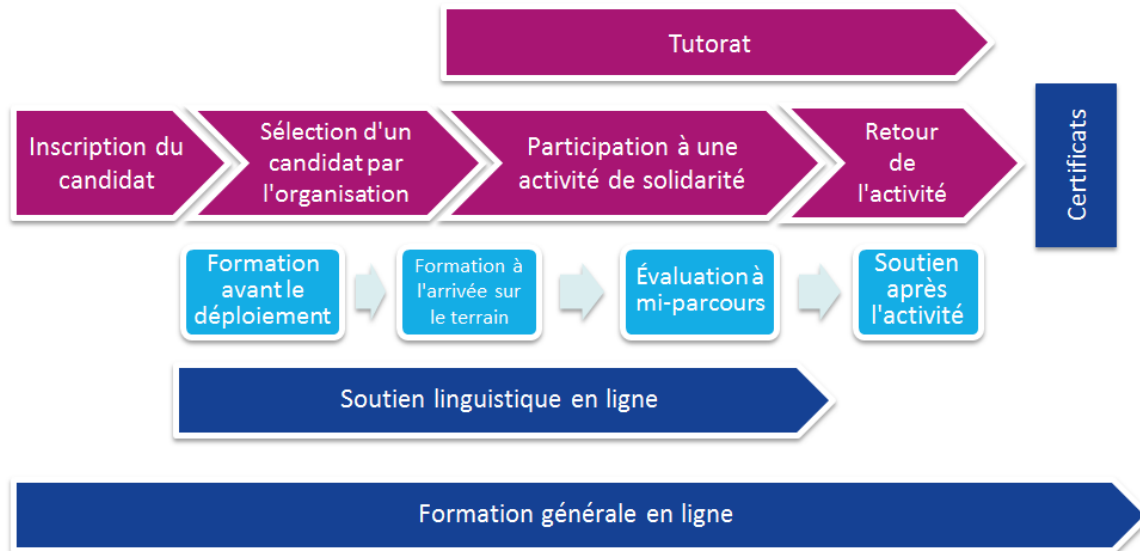 Tutorat
Inscription du
candidat
Sélection d'un
candidat par
l'organisation
Participation à une
activité de solidarité
Retour
de
l'activité
Certificats
Formation
avant le
déploiement
Formation à
l'arrivée sur
le terrain
Évaluation à
mi-parcours
Soutien
après
l'activité
Soutien linguistique en ligne
Formation générale en ligne